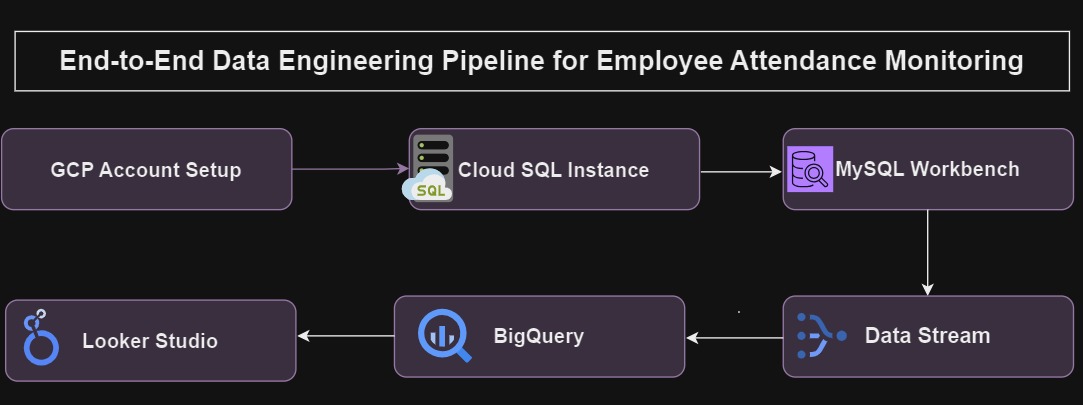 End-to-End Data Engineering Pipeline for Employee Attendance Monitoring
GCP Account Setup
SQL
Cloud SQL Instance
MySQL Workbench
Looker Studio
BigQuery
Data Stream